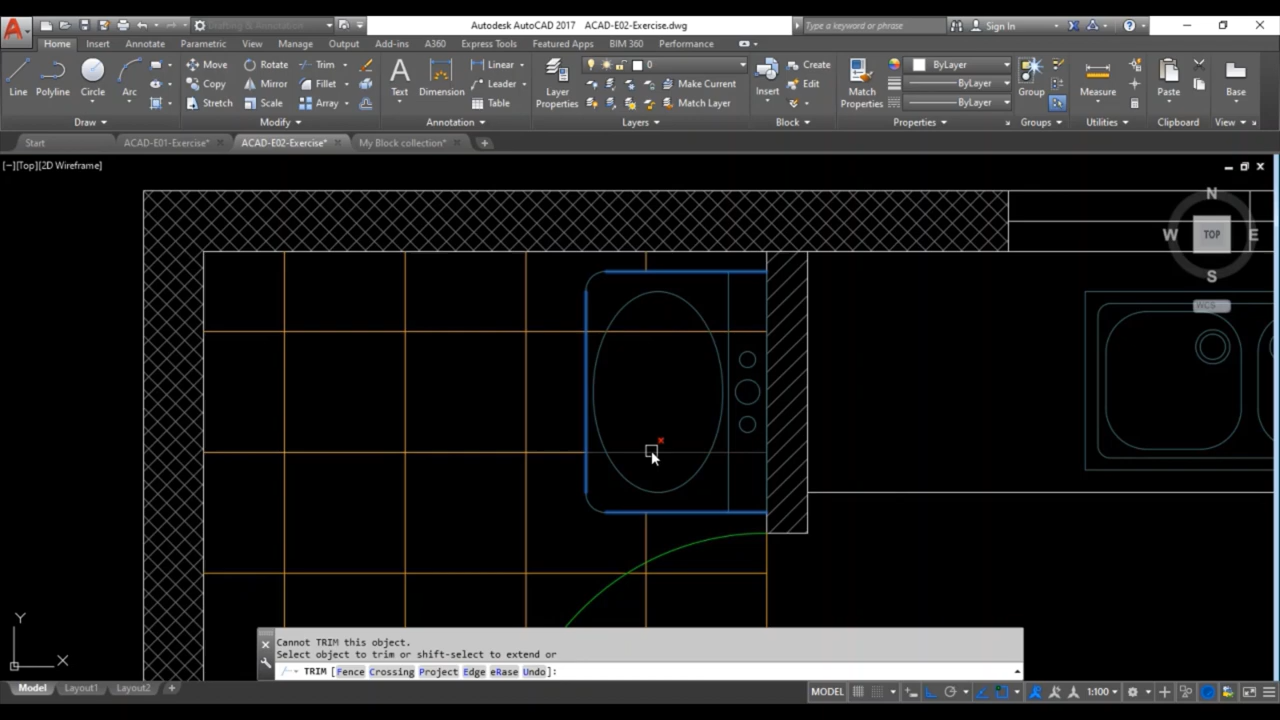 Drafting & Annotation
Autodesk AutoCAD 2017 ACAD-E02-Exercise.dwg
Type a keyword or phrase
Sign In
Home Insert Annotate Parametric View Manage Output Add-ins A360 Express Tools Featured Apps BIM 360 Performance
Line Polyline Circle Arc
Move Rotate Trim
Copy Mirror Fillet
Stretch Scale Array
Text Dimension
Linear
Leader
Table
Layer Properties
0
Make Current
Match Layer
Insert
Create
Edit
Match Properties
ByLayer
ByLayer
ByLayer
Group
Measure
Paste
Base
Draw Modify Annotation Layers Block Properties Groups Utilities Clipboard View
Start ACAD-E01-Exercise* ACAD-E02-Exercise* My Block collection*
[−][Top][2D Wireframe]
N
W TOP E
S
WCS
Y
X
Cannot TRIM this object.
Select object to trim or shift-select to extend or
TRIM [Fence Crossing Project Edge eRase Undo]:
Model Layout1 Layout2 MODEL 1:100